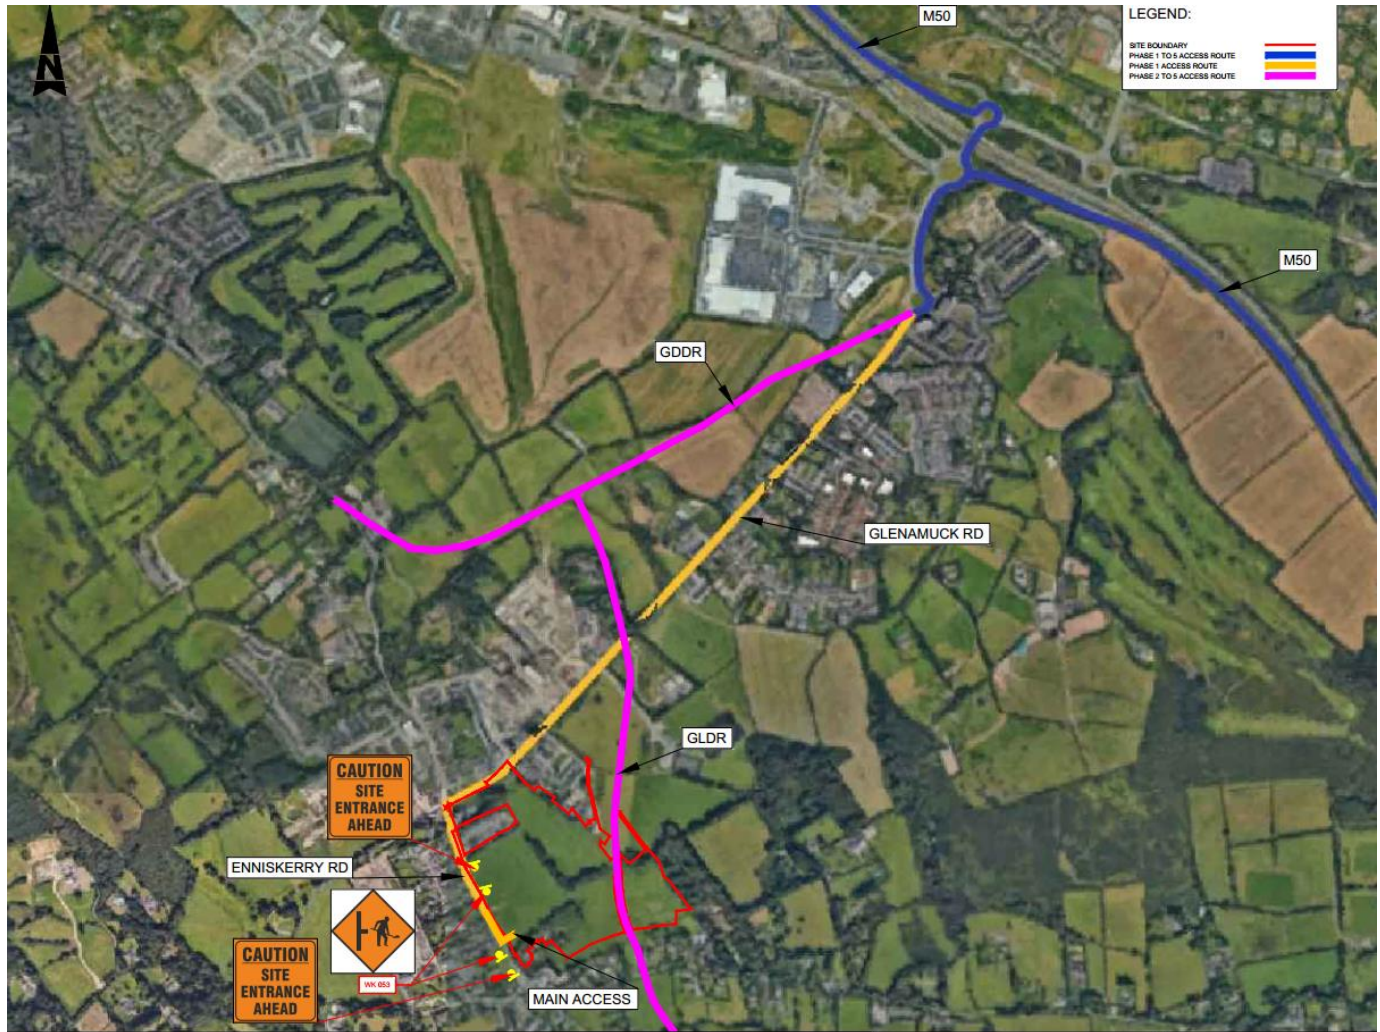 N
M50
LEGEND:
SITE BOUNDARY
PHASE 1 TO 5 ACCESS ROUTE
PHASE 1 ACCESS ROUTE
PHASE 2 TO 5 ACCESS ROUTE
M50
GDDR
GLENAMUCK RD
GLDR
CAUTION
SITE
ENTRANCE
AHEAD
ENNISKERRY RD
CAUTION
SITE
ENTRANCE
AHEAD
WK 053
MAIN ACCESS